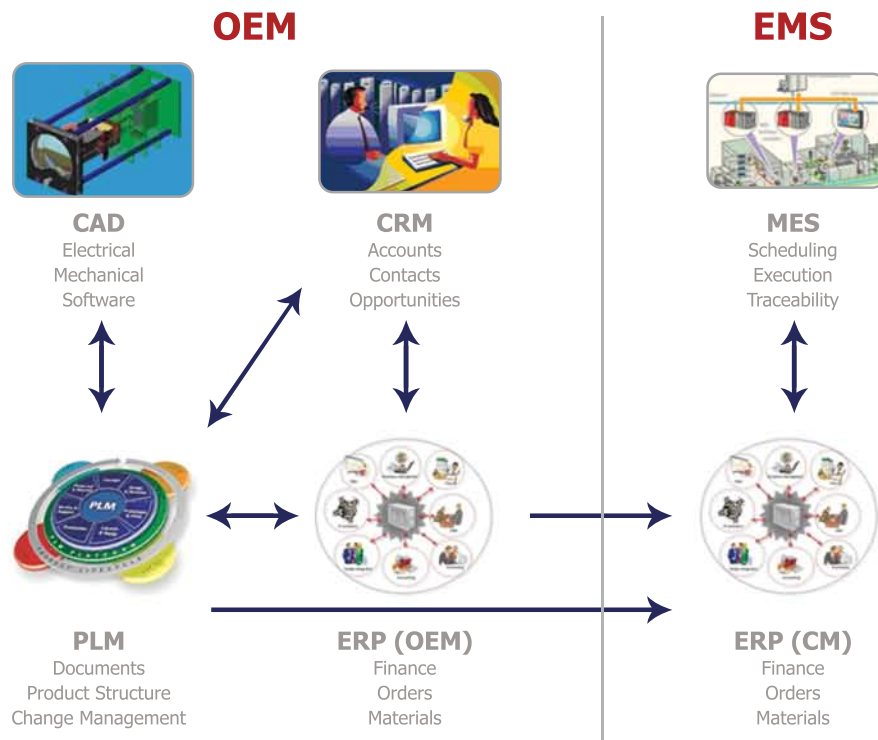 OEM
EMS
CAD
Electrical
Mechanical
Software
CRM
Accounts
Contacts
Opportunities
MES
Scheduling
Execution
Traceability
PLM
PLM
Documents
Product Structure
Change Management
ERP (OEM)
Finance
Orders
Materials
ERP (CM)
Finance
Orders
Materials